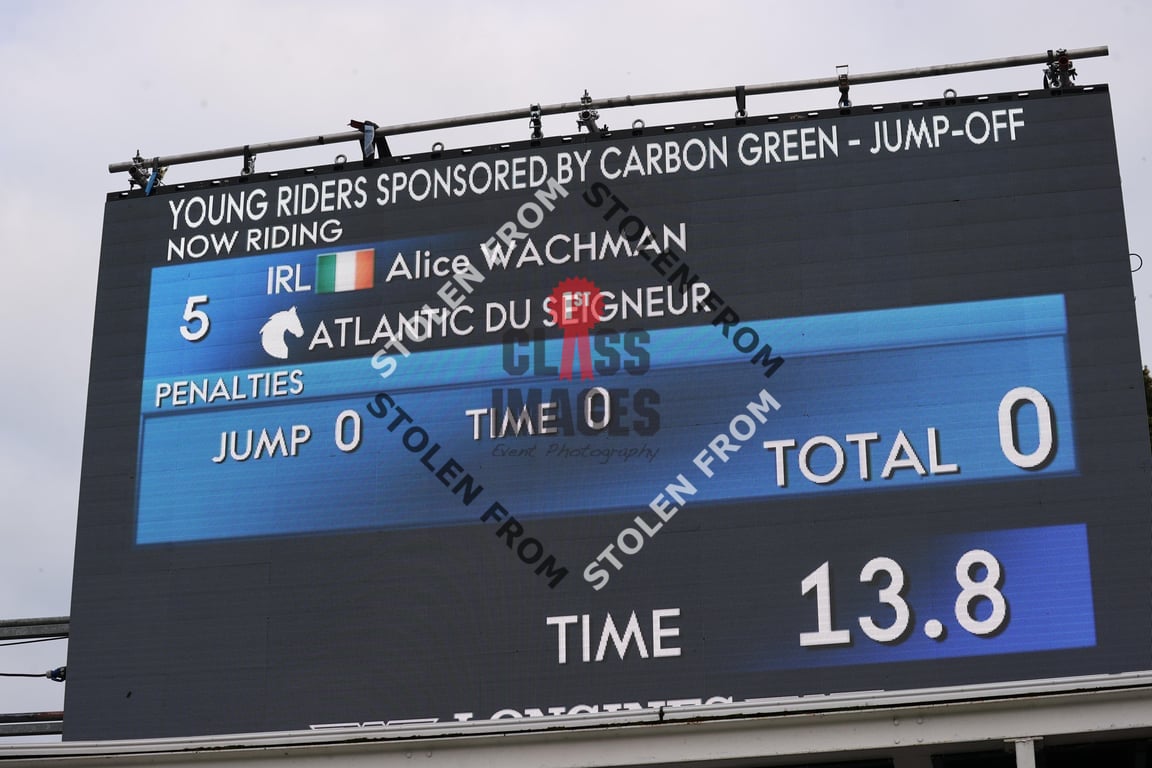 YOUNG RIDERS SPONSORED BY CARBON GREEN - JUMP-OFF
NOW RIDING
5 IRL Alice WACHMAN
ATLANTIC DU SEIGNEUR
PENALTIES
JUMP 0 TIME 0 TOTAL 0
TIME 13.8
LONGINES
STOLEN FROM
STOLEN FROM
STOLEN FROM
STOLEN FROM
1ST
CLASS
IMAGES
Event Photography